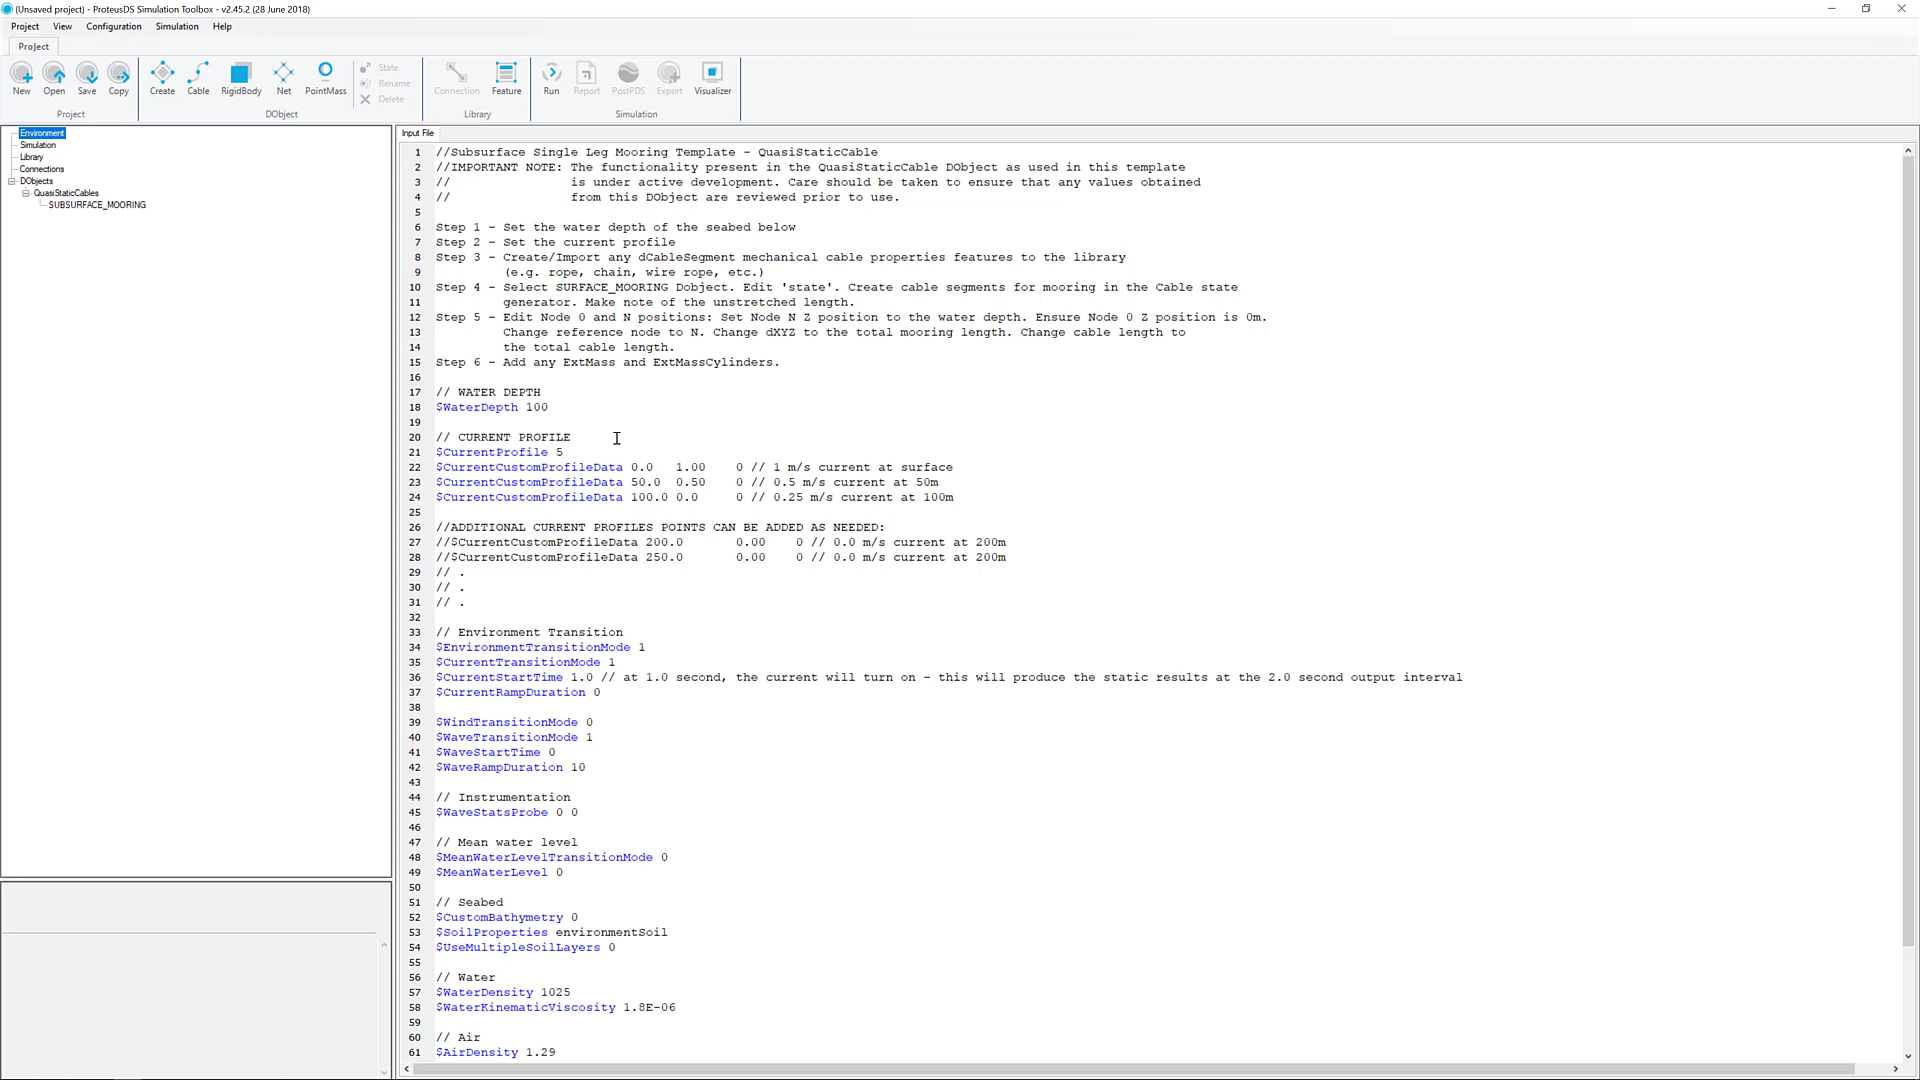 (Unsaved project) - ProteusDS Simulation Toolbox - v2.45.2 (28 June 2018)
Project View Configuration Simulation Help
Project
New Open Save Copy Create Cable RigidBody Net PointMass State Rename Delete Connection Feature Run Report PostPDS Export Visualizer
Project DObject Library Simulation
Environment
Simulation
Library
Connections
DObjects
QuasiStaticCables
SUBSURFACE_MOORING
Input File
1 //Subsurface Single Leg Mooring Template - QuasiStaticCable
2 //IMPORTANT NOTE: The functionality present in the QuasiStaticCable DObject as used in this template
3 // is under active development. Care should be taken to ensure that any values obtained
4 // from this DObject are reviewed prior to use.
5
6 Step 1 - Set the water depth of the seabed below
7 Step 2 - Set the current profile
8 Step 3 - Create/Import any dCableSegment mechanical cable properties features to the library
9 (e.g. rope, chain, wire rope, etc.)
10 Step 4 - Select SURFACE_MOORING Dobject. Edit 'state'. Create cable segments for mooring in the Cable state
11 generator. Make note of the unstretched length.
12 Step 5 - Edit Node 0 and N positions: Set Node N Z position to the water depth. Ensure Node 0 Z position is 0m.
13 Change reference node to N. Change dXYZ to the total mooring length. Change cable length to
14 the total cable length.
15 Step 6 - Add any ExtMass and ExtMassCylinders.
16
17 // WATER DEPTH
18 $WaterDepth 100
19
20 // CURRENT PROFILE
21 $CurrentProfile 5
22 $CurrentCustomProfileData 0.0 1.00 0 // 1 m/s current at surface
23 $CurrentCustomProfileData 50.0 0.50 0 // 0.5 m/s current at 50m
24 $CurrentCustomProfileData 100.0 0.0 0 // 0.25 m/s current at 100m
25
26 //ADDITIONAL CURRENT PROFILES POINTS CAN BE ADDED AS NEEDED:
27 //$CurrentCustomProfileData 200.0 0.00 0 // 0.0 m/s current at 200m
28 //$CurrentCustomProfileData 250.0 0.00 0 // 0.0 m/s current at 200m
29 // .
30 // .
31 // .
32
33 // Environment Transition
34 $EnvironmentTransitionMode 1
35 $CurrentTransitionMode 1
36 $CurrentStartTime 1.0 // at 1.0 second, the current will turn on - this will produce the static results at the 2.0 second output interval
37 $CurrentRampDuration 0
38
39 $WindTransitionMode 0
40 $WaveTransitionMode 1
41 $WaveStartTime 0
42 $WaveRampDuration 10
43
44 // Instrumentation
45 $WaveStatsProbe 0 0
46
47 // Mean water level
48 $MeanWaterLevelTransitionMode 0
49 $MeanWaterLevel 0
50
51 // Seabed
52 $CustomBathymetry 0
53 $SoilProperties environmentSoil
54 $UseMultipleSoilLayers 0
55
56 // Water
57 $WaterDensity 1025
58 $WaterKinematicViscosity 1.8E-06
59
60 // Air
61 $AirDensity 1.29